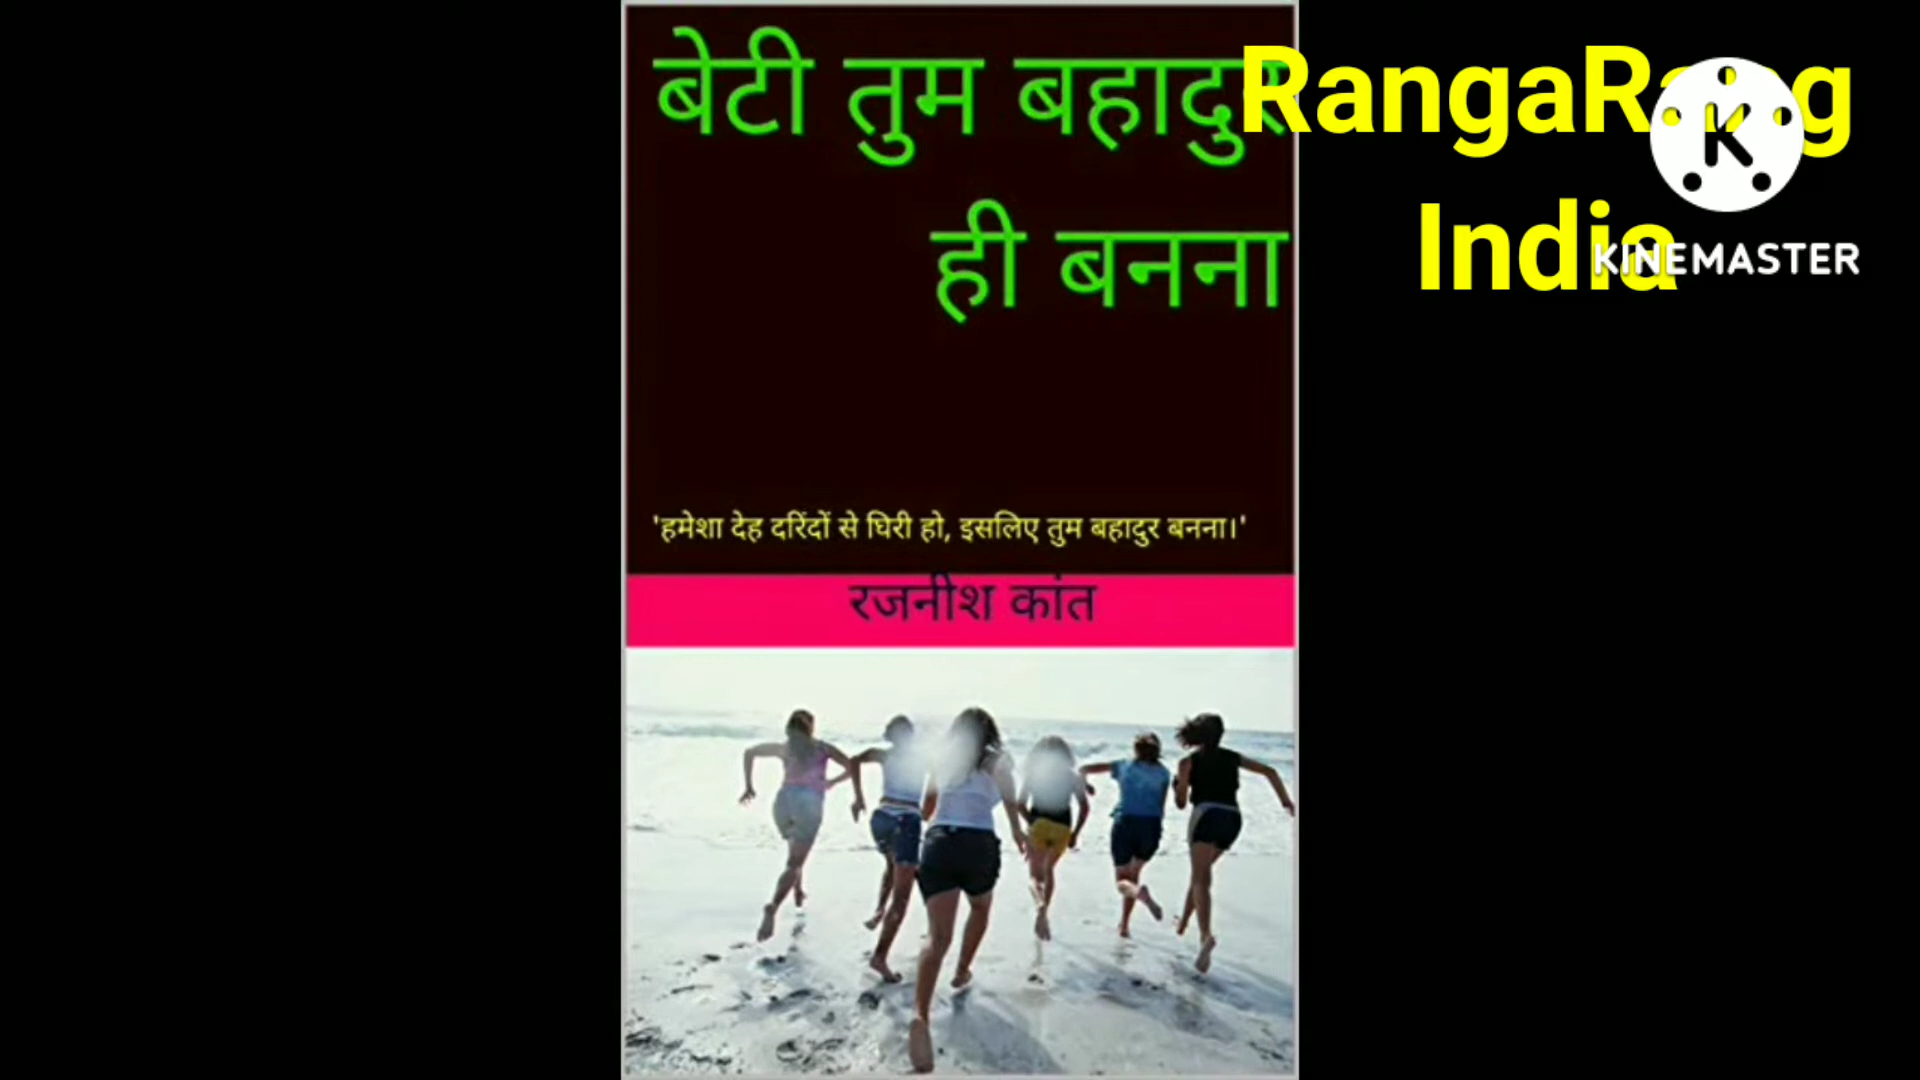 बेटी तुम बहादुर
ही बनना
'हमेशा देह दरिंदों से घिरी हो, इसलिए तुम बहादुर बनना।'
रजनीश कांत
RangaRang
India
K
KINEMASTER